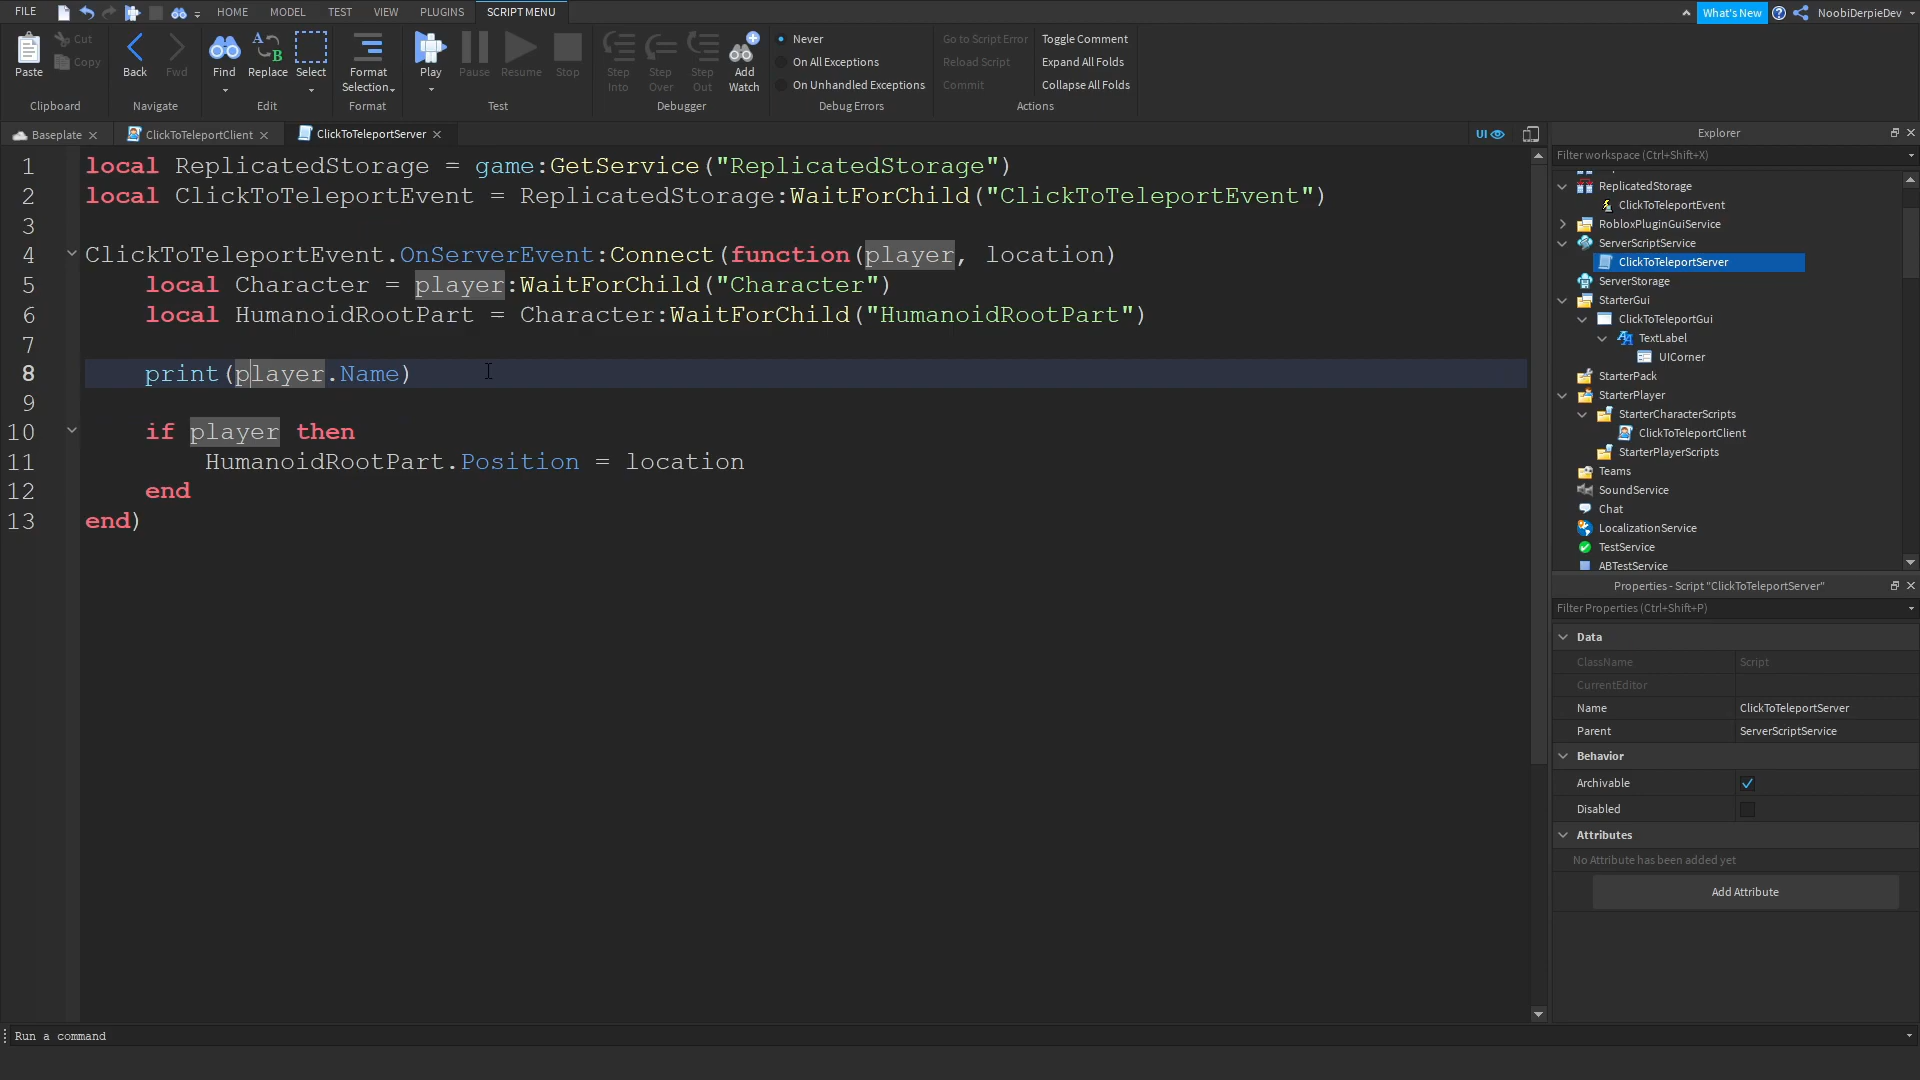 FILE
HOME
MODEL
TEST
VIEW
PLUGINS
SCRIPT MENU
What's New
NoobiDerpieDev
Paste
Cut
Copy
Clipboard
Back
Fwd
Navigate
Find
Replace
Select
Edit
Format
Selection
Format
Play
Pause
Resume
Stop
Test
Step
Into
Step
Over
Step
Out
Add
Watch
Debugger
Never
On All Exceptions
On Unhandled Exceptions
Debug Errors
Go to Script Error
Reload Script
Commit
Toggle Comment
Expand All Folds
Collapse All Folds
Actions
Baseplate
ClickToTeleportClient
ClickToTeleportServer
UI
1 local ReplicatedStorage = game:GetService("ReplicatedStorage")
2 local ClickToTeleportEvent = ReplicatedStorage:WaitForChild("ClickToTeleportEvent")
3
4 ClickToTeleportEvent.OnServerEvent:Connect(function(player, location)
5 local Character = player:WaitForChild("Character")
6 local HumanoidRootPart = Character:WaitForChild("HumanoidRootPart")
7
8 print(player.Name)
9
10 if player then
11 HumanoidRootPart.Position = location
12 end
13 end)
Run a command
Explorer
Filter workspace (Ctrl+Shift+X)
ReplicatedStorage
ClickToTeleportEvent
RobloxPluginGuiService
ServerScriptService
ClickToTeleportServer
ServerStorage
StarterGui
ClickToTeleportGui
TextLabel
UICorner
StarterPack
StarterPlayer
StarterCharacterScripts
ClickToTeleportClient
StarterPlayerScripts
Teams
SoundService
Chat
LocalizationService
TestService
ABTestService
Properties - Script "ClickToTeleportServer"
Filter Properties (Ctrl+Shift+P)
Data
ClassName Script
CurrentEditor
Name ClickToTeleportServer
Parent ServerScriptService
Behavior
Archivable
Disabled
Attributes
No Attribute has been added yet
Add Attribute